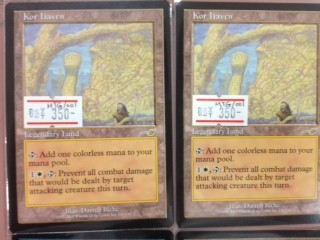 Kor Haven
350-
Legendary Land
: Add one colorless mana to your
mana pool.
1 , : Prevent all combat damage
that would be dealt by target
attacking creature this turn.
Kor Haven
350-
Legendary Land
: Add one colorless mana to your
mana pool.
1 , : Prevent all combat damage
that would be dealt by target
attacking creature this turn.